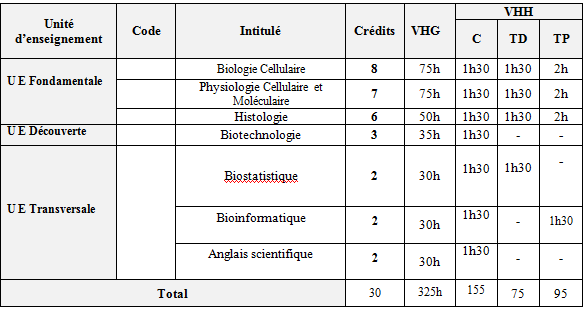 Unité d'enseignement Code Intitulé Crédits VHG VHH
C TD TP
U E Fondamentale Biologie Cellulaire 8 75h 1h30 1h30 2h
Physiologie Cellulaire et Moléculaire 7 75h 1h30 1h30 2h
Histologie 6 50h 1h30 1h30 2h
U E Découverte Biotechnologie 3 35h 1h30 - -
U E Transversale Biostatistique 2 30h 1h30 1h30 -
Bioinformatique 2 30h 1h30 - 1h30
Anglais scientifique 2 30h 1h30 - -
Total 30 325h 155 75 95